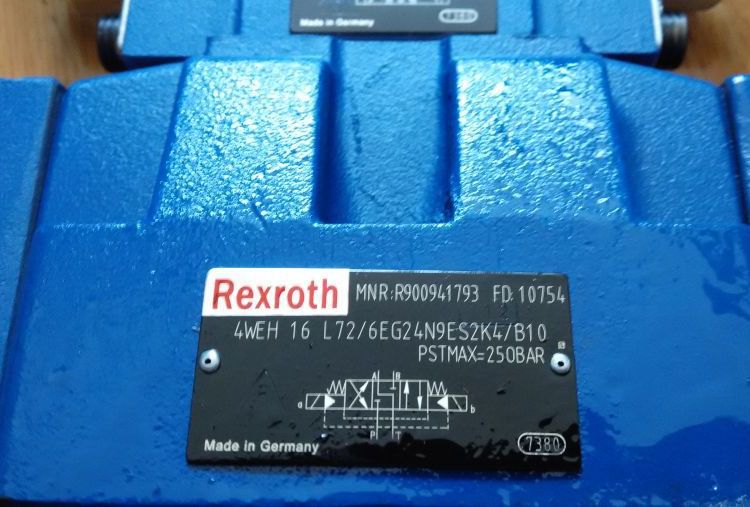 Made in Germany
7380
Rexroth MNR:R900941793 FD:10754
4WEH 16 L72/6EG24N9ES2K4/B10
PSTMAX=250BAR
A B
a b
P T
Made in Germany 7380